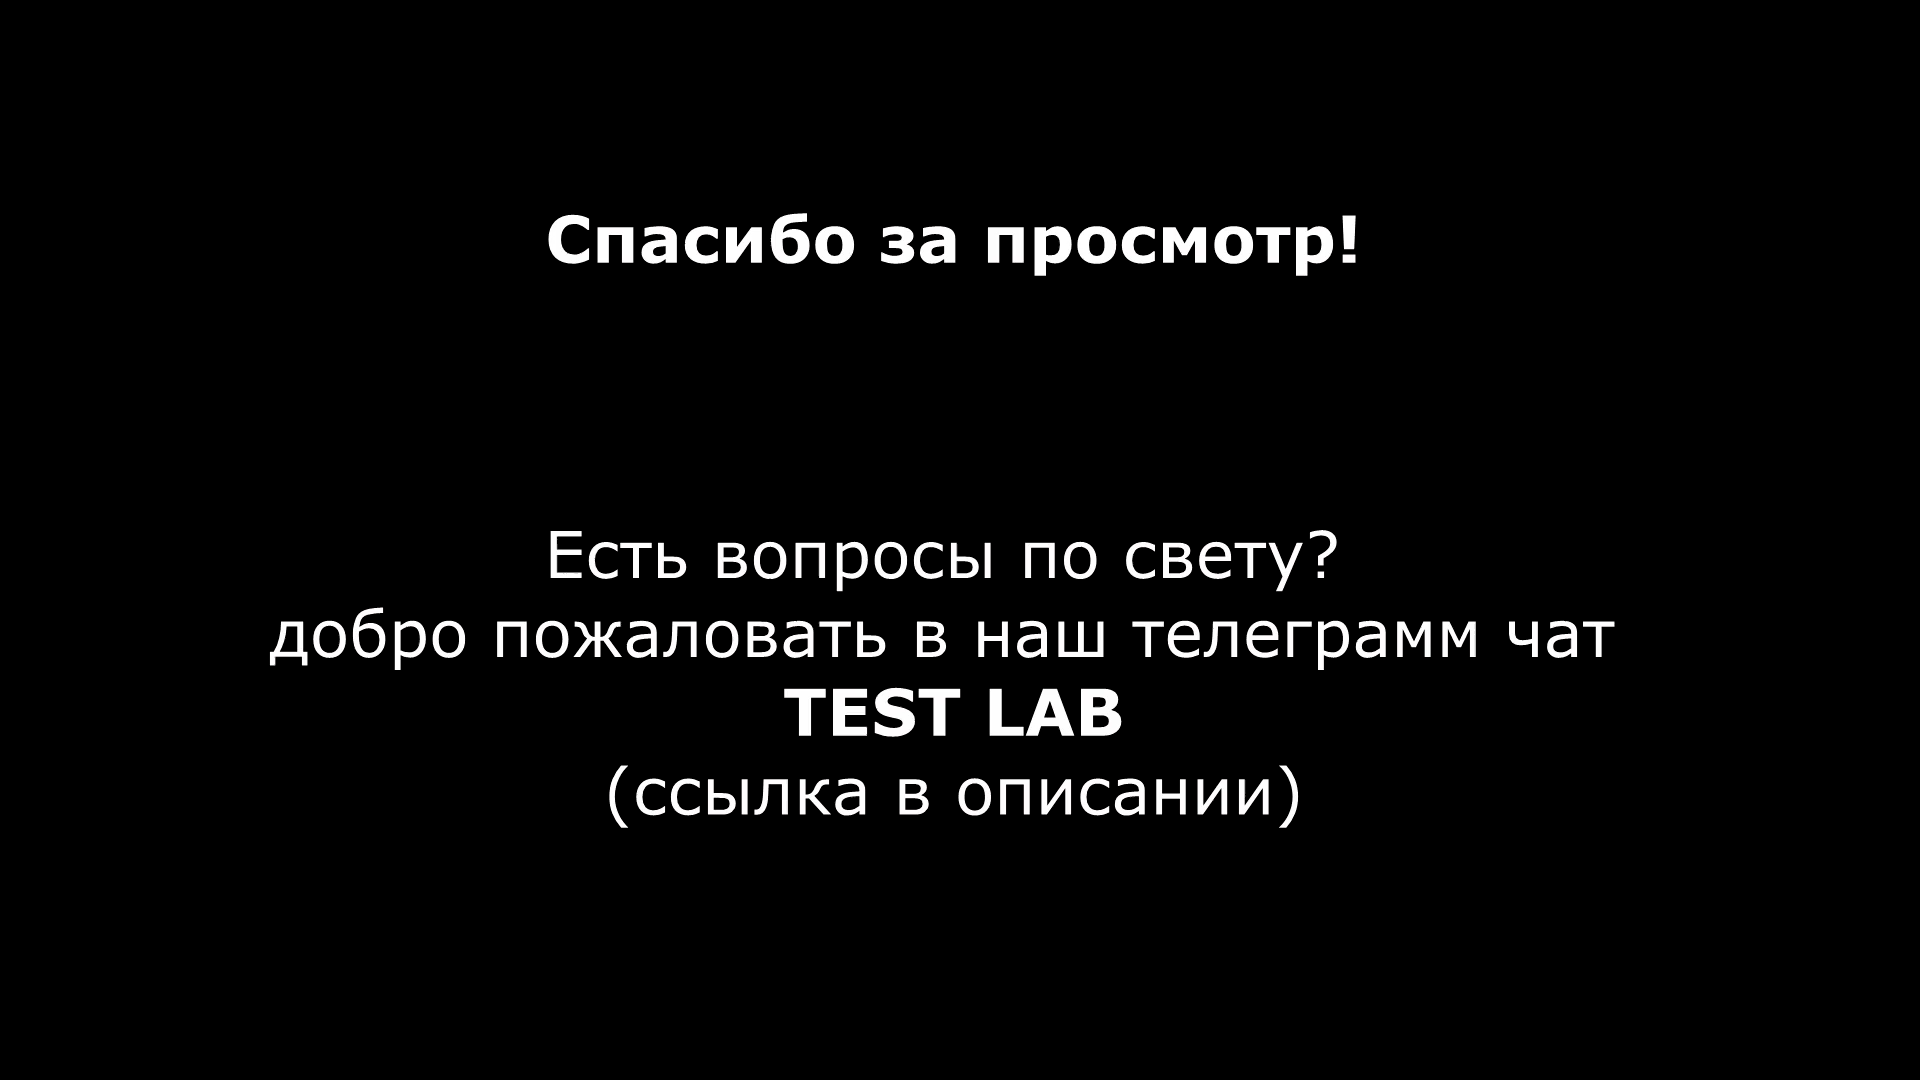 Спасибо за просмотр!
Есть вопросы по свету?
добро пожаловать в наш телеграмм чат
TEST LAB
(ссылка в описании)